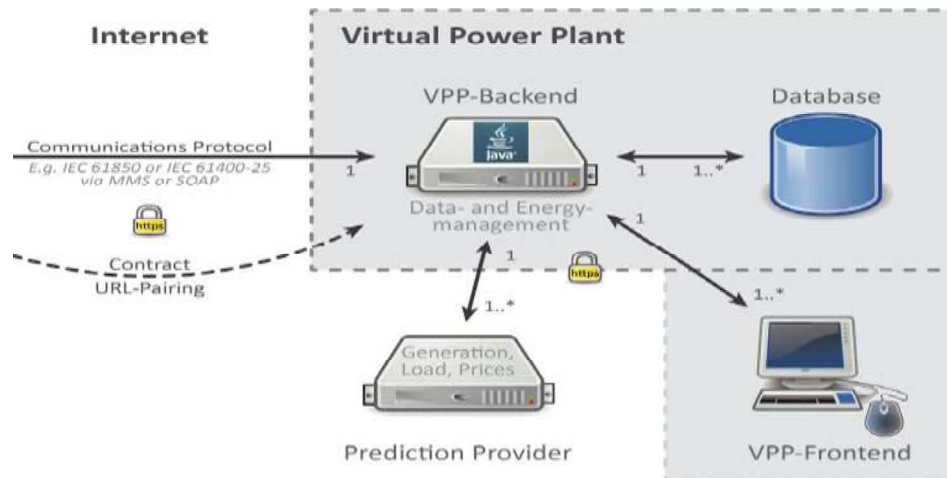 Internet
Virtual Power Plant
VPP-Backend
Database
java
Communications Protocol
E.g. IEC 61850 or IEC 61400-25
via MMS or SOAP
1
1
1..*
https
Data- and Energy-
management
1
1
https
Contract
URL-Pairing
1..*
1..*
Generation,
Load, Prices
Prediction Provider
VPP-Frontend